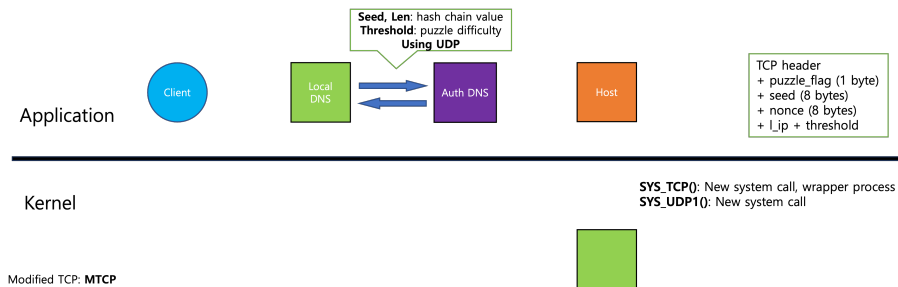 Seed, Len: hash chain value
Threshold: puzzle difficulty
Using UDP
Client
Local
DNS
Auth DNS
Host
TCP header
+ puzzle_flag (1 byte)
+ seed (8 bytes)
+ nonce (8 bytes)
+ l_ip + threshold
Application
Kernel
SYS_TCP(): New system call, wrapper process
SYS_UDP1(): New system call
Modified TCP: MTCP